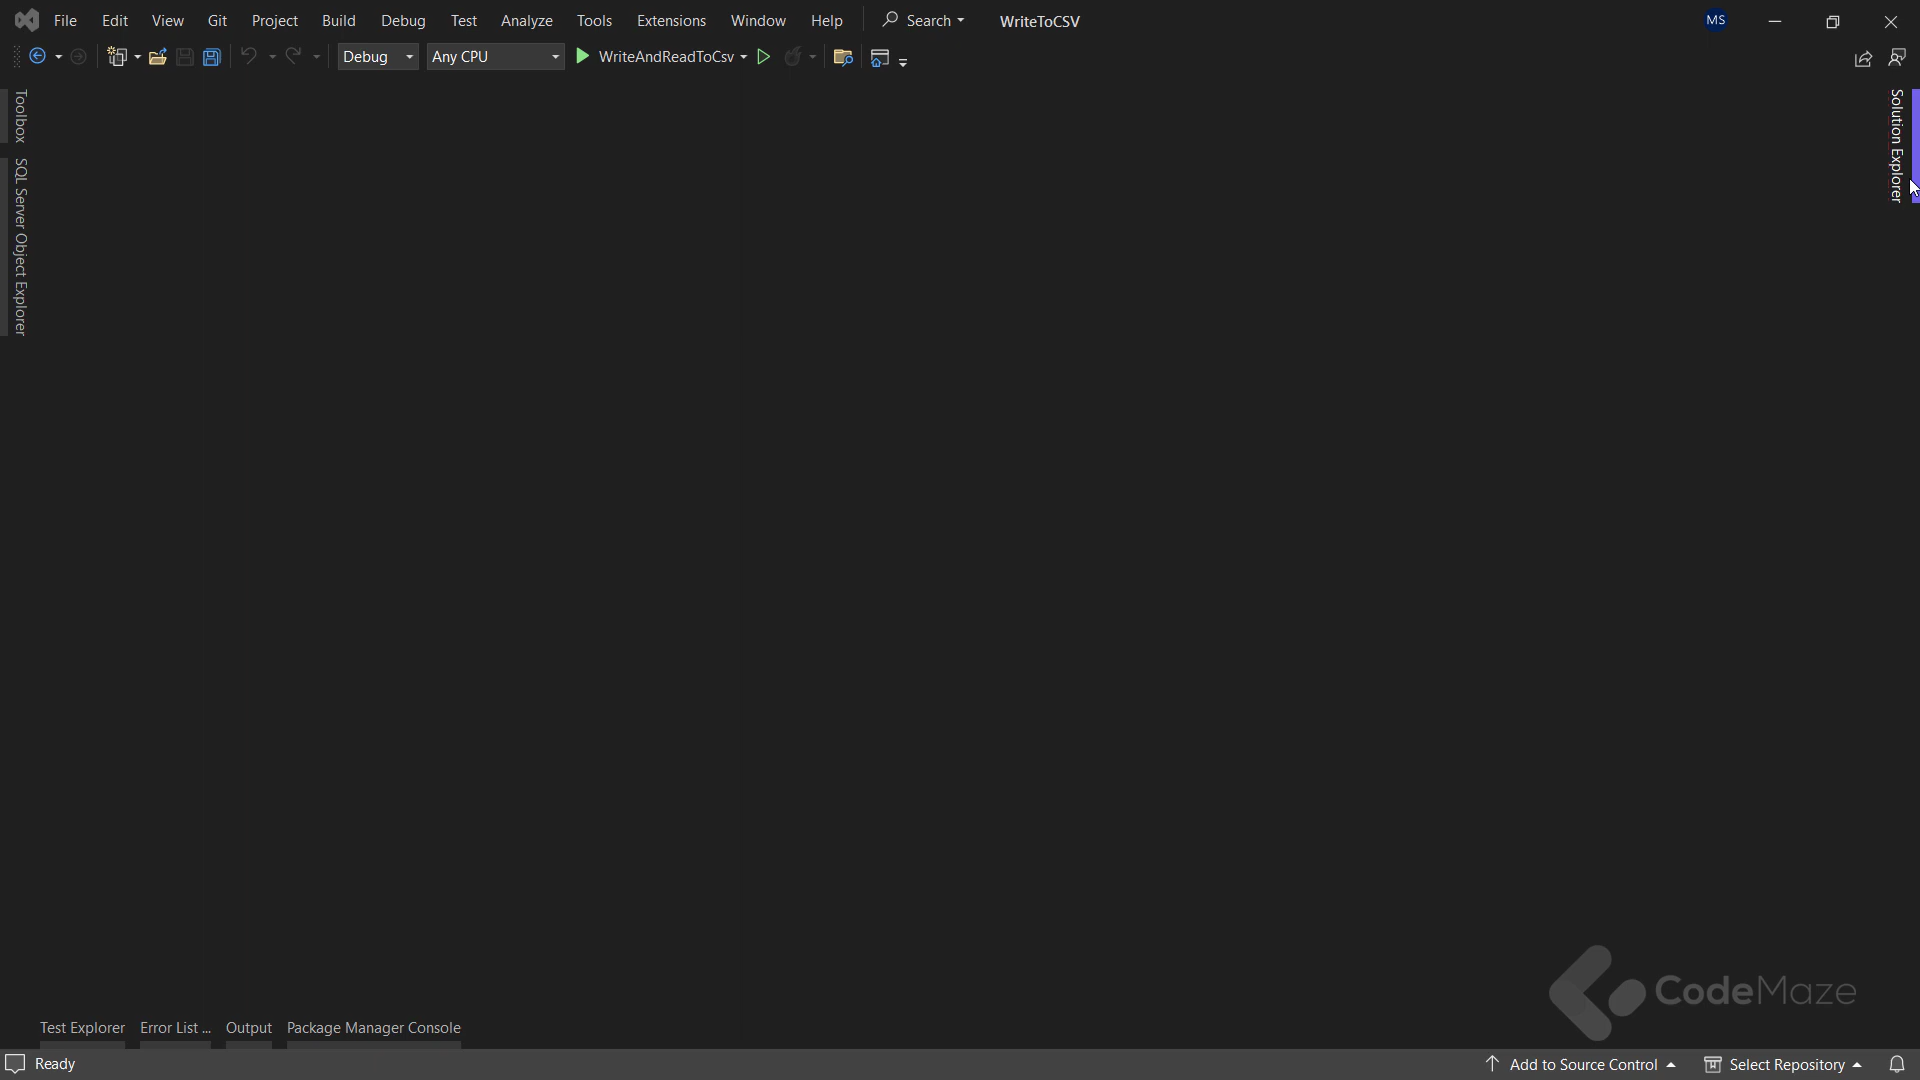 File Edit View Git Project Build Debug Test Analyze Tools Extensions Window Help Search WriteToCSV MS
Debug Any CPU WriteAndReadToCsv
Toolbox
SQL Server Object Explorer
Solution Explorer
CodeMaze
Test Explorer Error List ... Output Package Manager Console
Ready Add to Source Control Select Repository